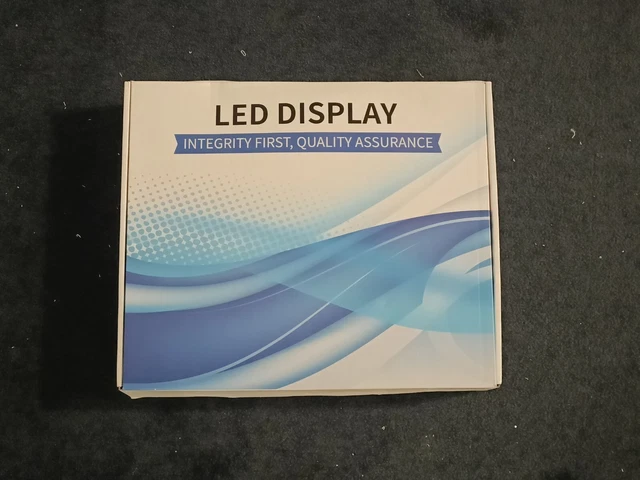 LED DISPLAY
INTEGRITY FIRST, QUALITY ASSURANCE